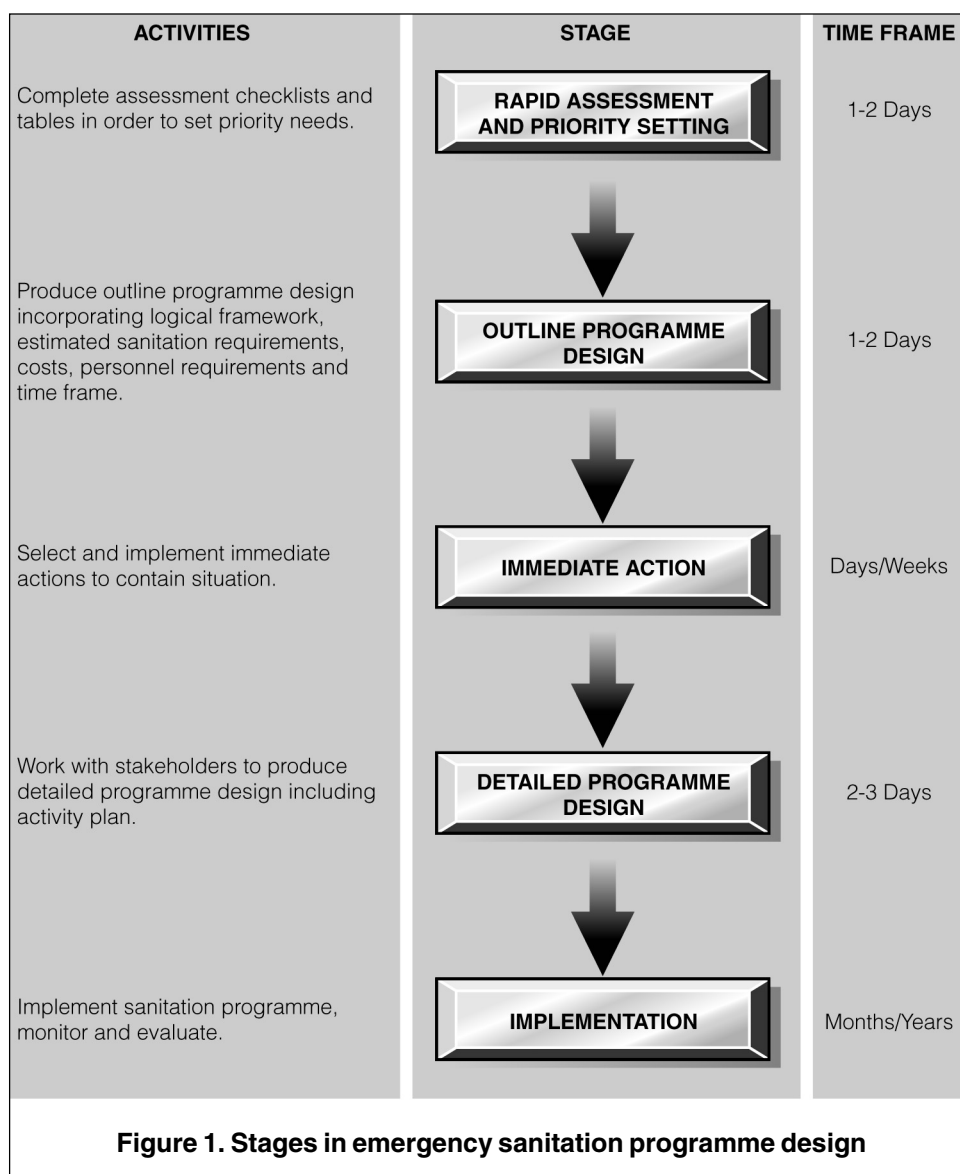 ACTIVITIES
STAGE
TIME FRAME
Complete assessment checklists and
tables in order to set priority needs.
RAPID ASSESSMENT
AND PRIORITY SETTING
1-2 Days
Produce outline programme design
incorporating logical framework,
estimated sanitation requirements,
costs, personnel requirements and
time frame.
OUTLINE PROGRAMME
DESIGN
1-2 Days
Select and implement immediate
actions to contain situation.
IMMEDIATE ACTION
Days/Weeks
Work with stakeholders to produce
detailed programme design including
activity plan.
DETAILED PROGRAMME
DESIGN
2-3 Days
Implement sanitation programme,
monitor and evaluate.
IMPLEMENTATION
Months/Years
Figure 1. Stages in emergency sanitation programme design